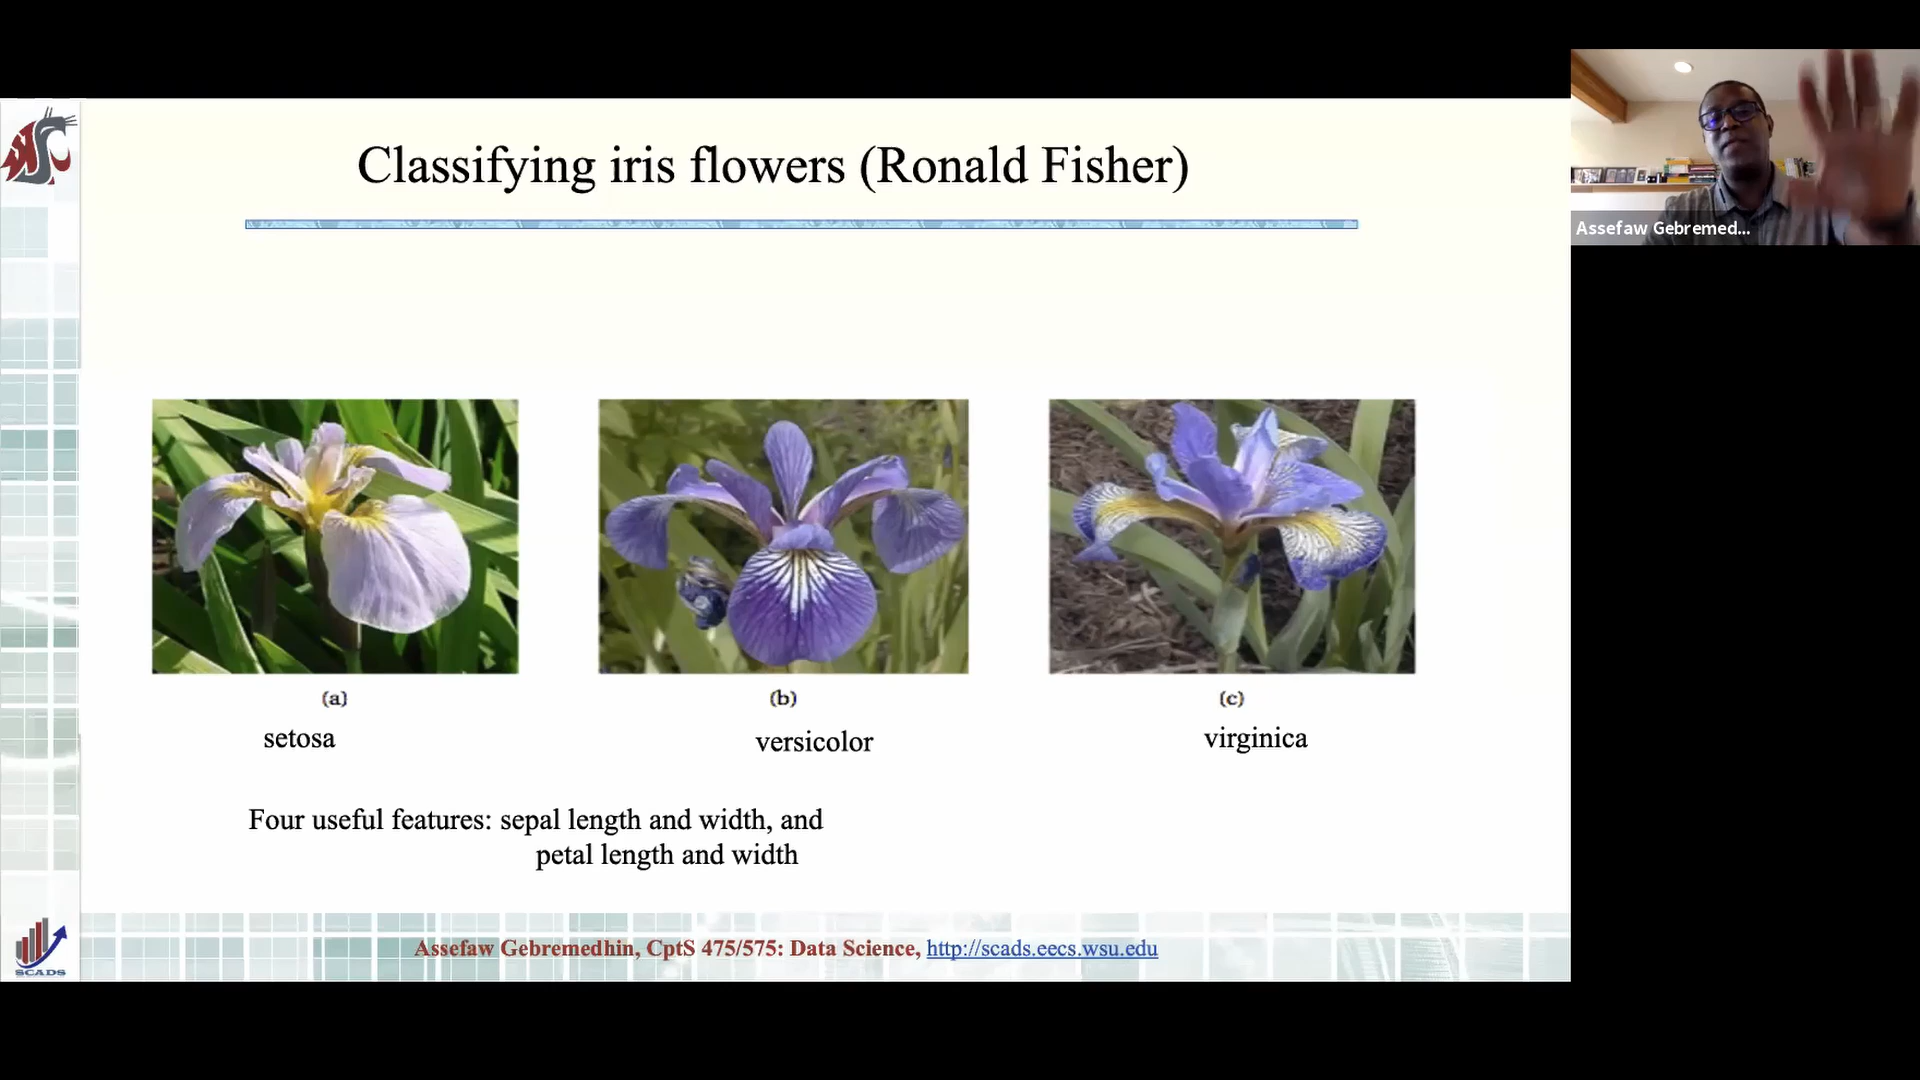 Classifying iris flowers (Ronald Fisher)
Assefaw Gebremed...
(a)
(b)
(c)
setosa
versicolor
virginica
Four useful features: sepal length and width, and
petal length and width
SCADS
Assefaw Gebremedhin, CptS 475/575: Data Science, http://scads.eecs.wsu.edu